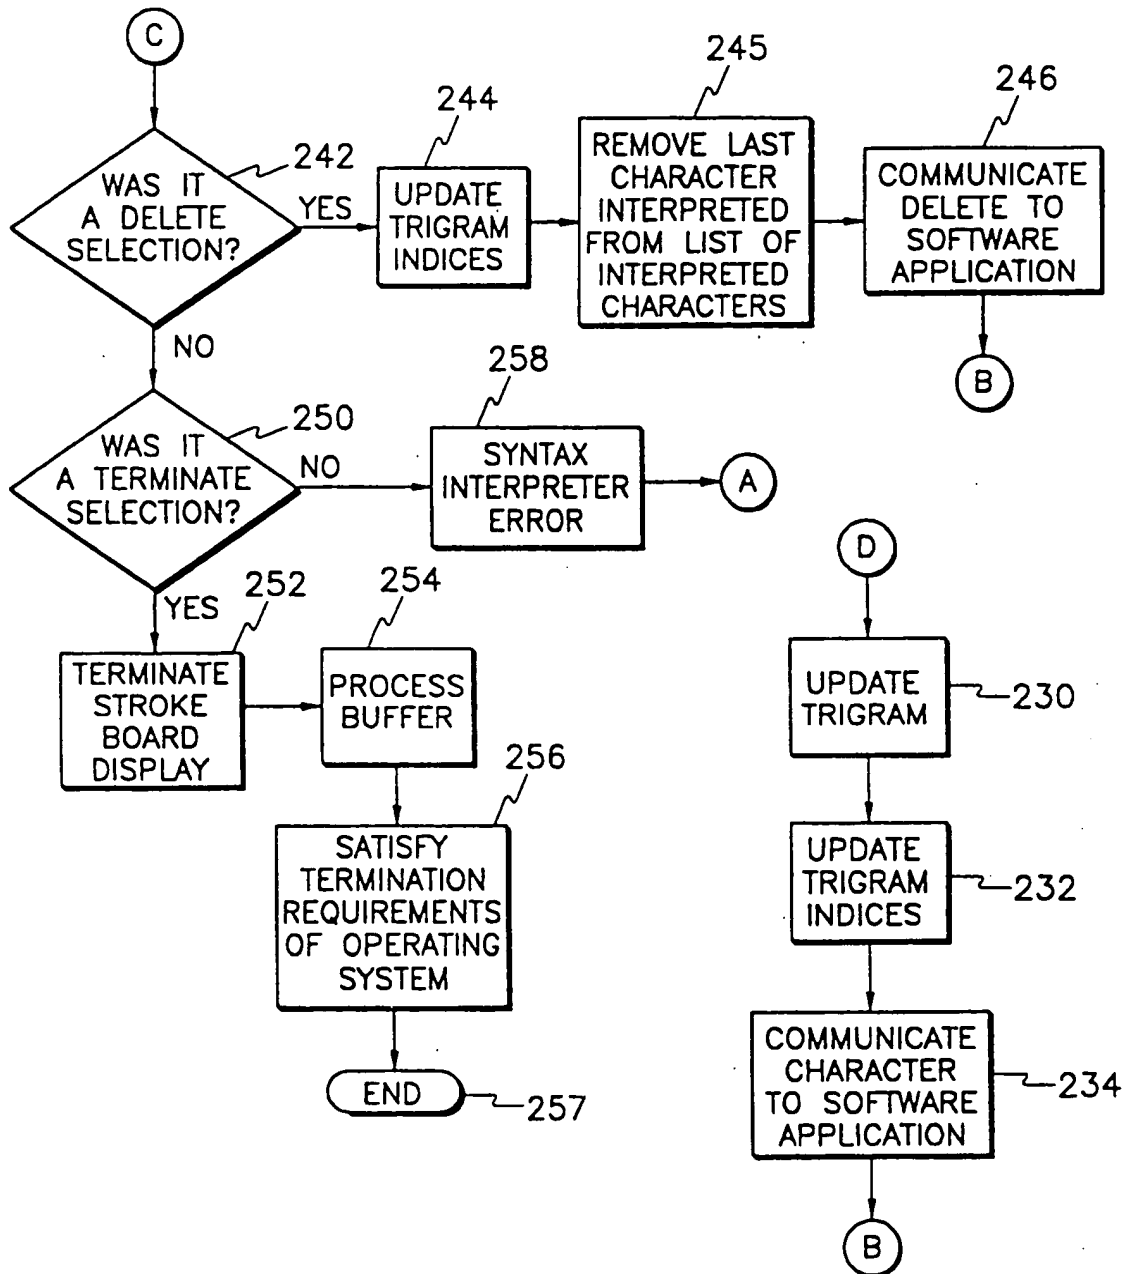 C
242
WAS IT
A DELETE
SELECTION?
YES
NO
244
UPDATE
TRIGRAM
INDICES
245
REMOVE LAST
CHARACTER
INTERPRETED
FROM LIST OF
INTERPRETED
CHARACTERS
246
COMMUNICATE
DELETE TO
SOFTWARE
APPLICATION
B
250
WAS IT
A TERMINATE
SELECTION?
NO
YES
258
SYNTAX
INTERPRETER
ERROR
A
252
TERMINATE
STROKE
BOARD
DISPLAY
254
PROCESS
BUFFER
256
SATISFY
TERMINATION
REQUIREMENTS
OF OPERATING
SYSTEM
END
257
D
UPDATE
TRIGRAM
230
UPDATE
TRIGRAM
INDICES
232
COMMUNICATE
CHARACTER
TO SOFTWARE
APPLICATION
234
B